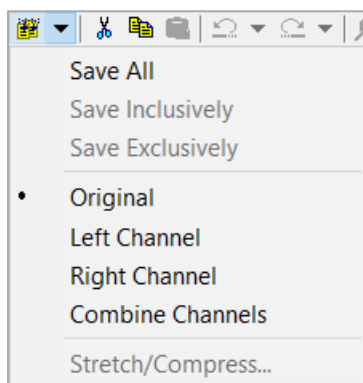 Save All
Save Inclusively
Save Exclusively
Original
Left Channel
Right Channel
Combine Channels
Stretch/Compress...